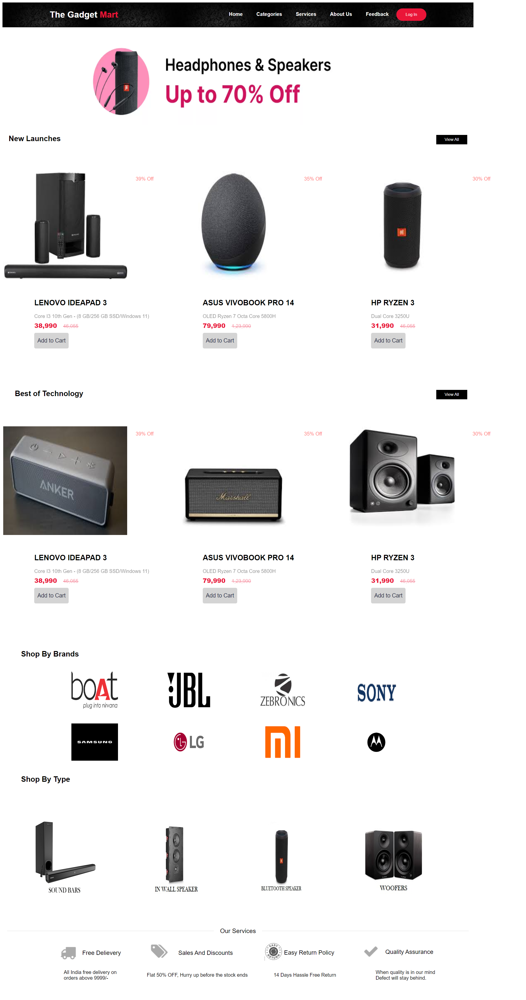 The Gadget Mart
Home
Categories
Services
About Us
Feedback
Log In
Headphones & Speakers
Up to 70% Off
JBL
New Launches
View All
39% Off
35% Off
30% Off
JBL
LENOVO IDEAPAD 3
Core I3 10th Gen - (8 GB/256 GB SSD/Windows 11)
38,990 46,055
Add to Cart
ASUS VIVOBOOK PRO 14
OLED Ryzen 7 Octa Core 5800H
79,990 1,23,990
Add to Cart
HP RYZEN 3
Dual Core 3250U
31,990 46,055
Add to Cart
Best of Technology
View All
39% Off
35% Off
30% Off
ANKER
Marshall
LENOVO IDEAPAD 3
Core I3 10th Gen - (8 GB/256 GB SSD/Windows 11)
38,990 46,055
Add to Cart
ASUS VIVOBOOK PRO 14
OLED Ryzen 7 Octa Core 5800H
79,990 1,23,990
Add to Cart
HP RYZEN 3
Dual Core 3250U
31,990 46,055
Add to Cart
Shop By Brands
boAt
plug into nirvana
JBL
ZEBRONICS
SONY
SAMSUNG
LG
mi
Shop By Type
SOUND BARS
IN WALL SPEAKER
BLUETOOTH SPEAKER
WOOFERS
Our Services
Free Delievery
All India free delivery on
orders above 9999/-
Sales And Discounts
Flat 50% OFF, Hurry up before the stock ends
EASY
RETURN
Easy Return Policy
14 Days Hassle Free Return
Quality Assurance
When quality is in our mind
Defect will stay behind.